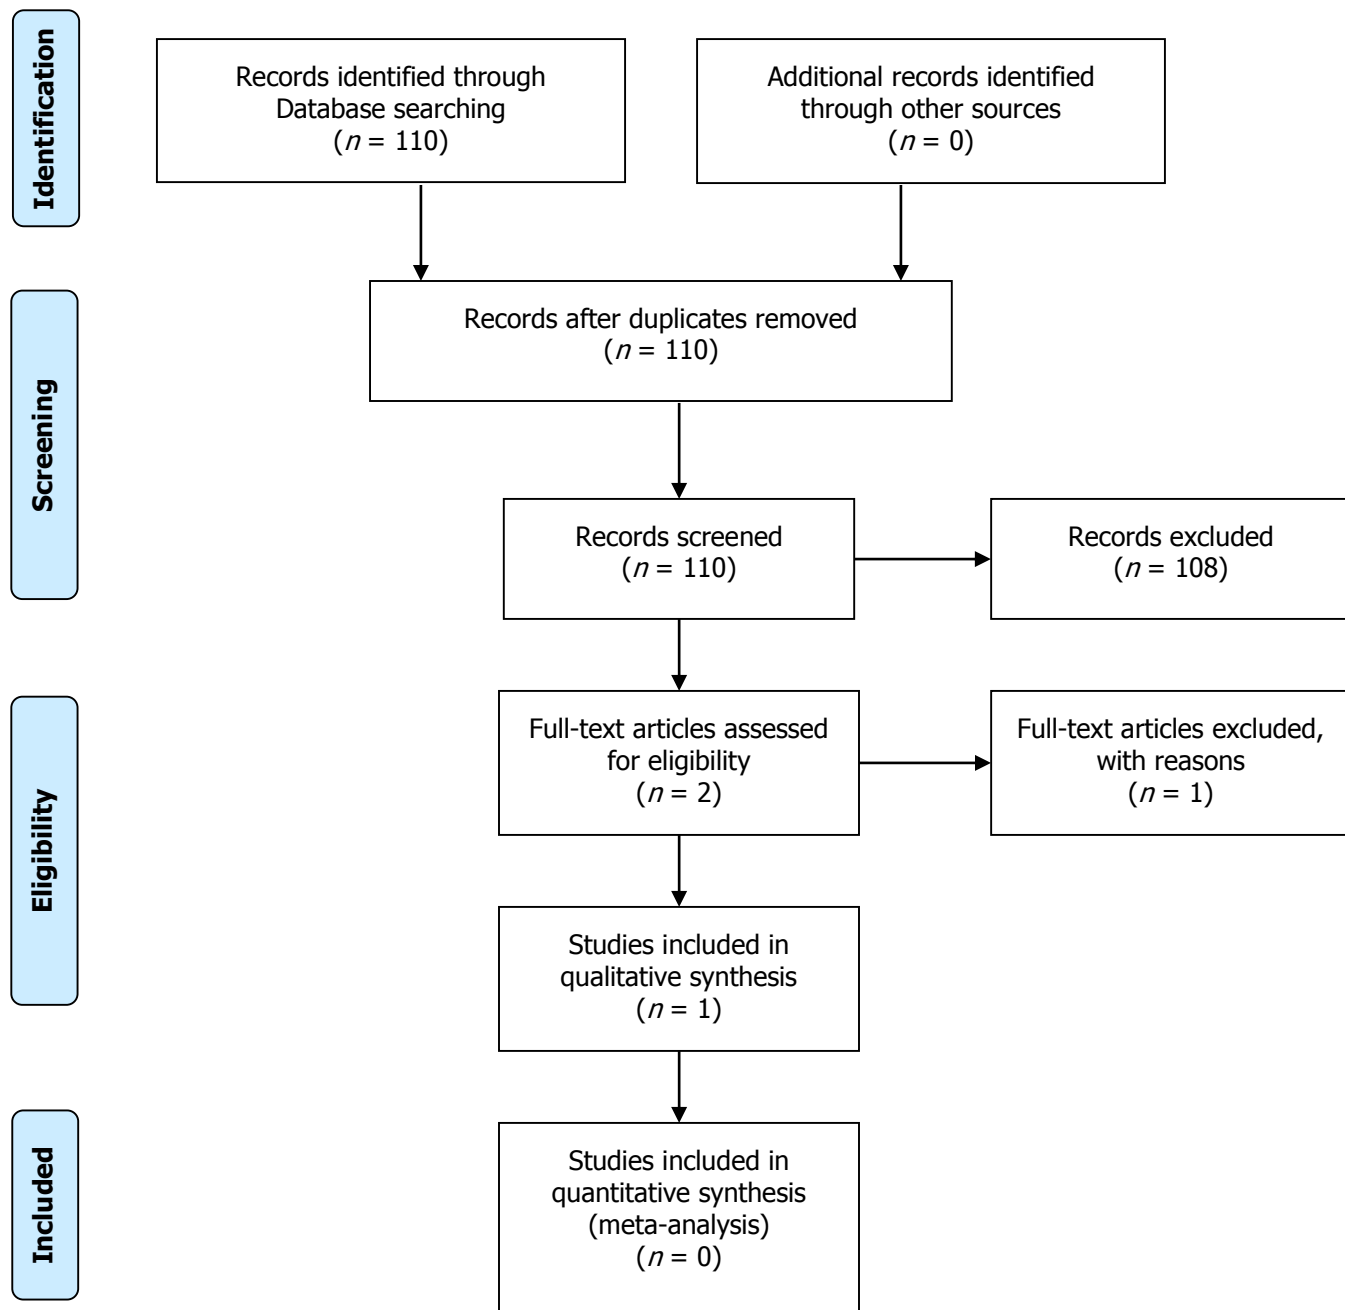 Identification
Records identified through
Database searching
(n = 110)
Additional records identified
through other sources
(n = 0)
Screening
Records after duplicates removed
(n = 110)
Records screened
(n = 110)
Records excluded
(n = 108)
Eligibility
Full-text articles assessed
for eligibility
(n = 2)
Full-text articles excluded,
with reasons
(n = 1)
Studies included in
qualitative synthesis
(n = 1)
Included
Studies included in
quantitative synthesis
(meta-analysis)
(n = 0)